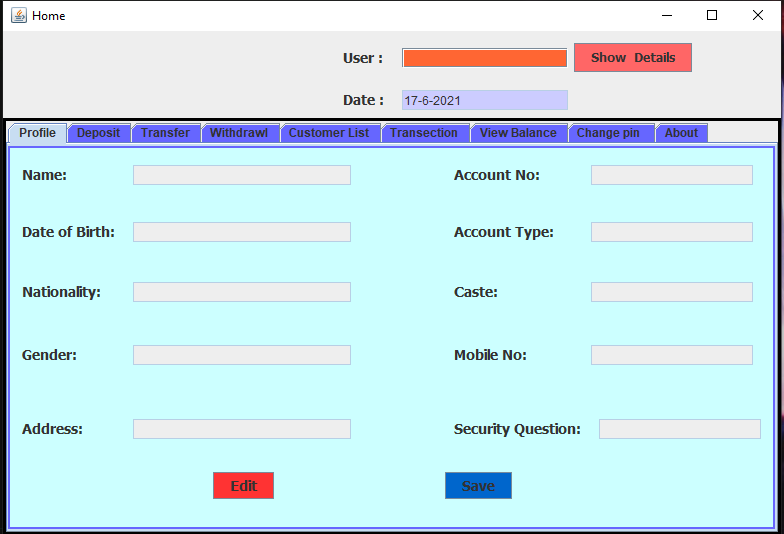 Home
User : Show Details
Date : 17-6-2021
Profile Deposit Transfer Withdrawl Customer List Transection View Balance Change pin About
Name: Account No:
Date of Birth: Account Type:
Nationality: Caste:
Gender: Mobile No:
Address: Security Question:
Edit Save